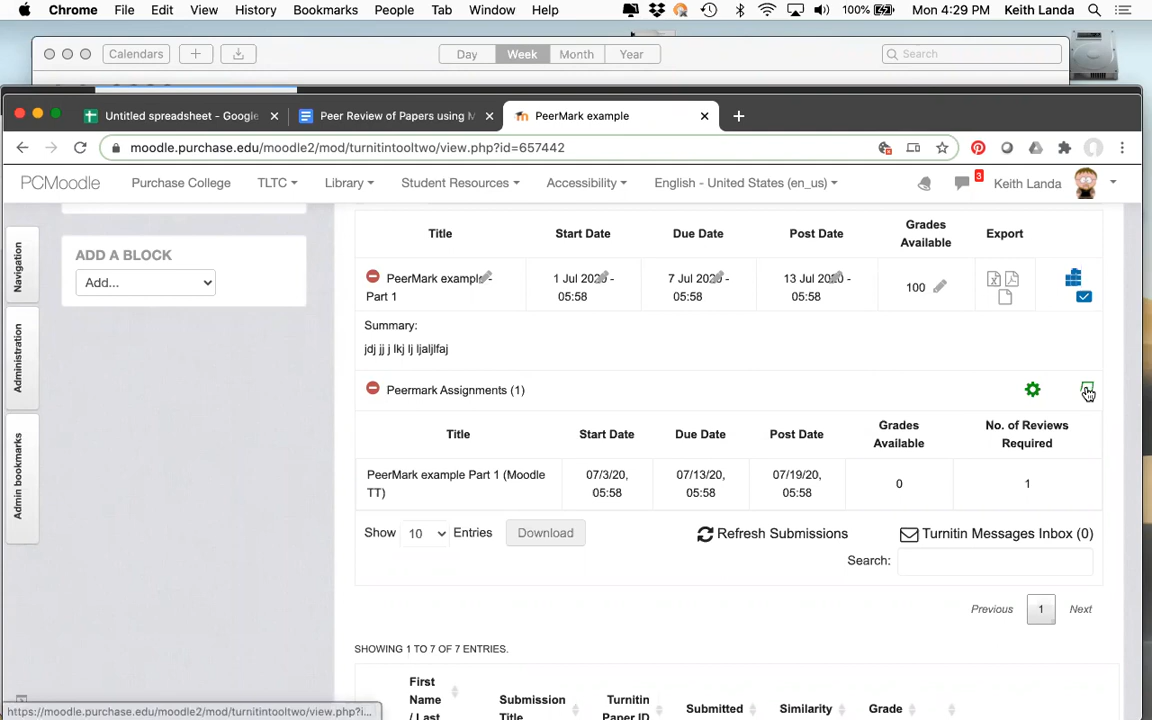 Chrome File Edit View History Bookmarks People Tab Window Help 100% Mon 4:29 PM Keith Landa
Calendars Day Week Month Year Search
Untitled spreadsheet - Google Peer Review of Papers using M PeerMark example
moodle.purchase.edu/moodle2/mod/turnitintooltwo/view.php?id=657442
PCMoodle Purchase College TLTC Library Student Resources Accessibility English - United States (en_us) 3 Keith Landa
Navigation
Administration
Admin bookmarks
ADD A BLOCK
Add...
Title Start Date Due Date Post Date Grades Available Export
PeerMark example - Part 1 1 Jul 2020 - 05:58 7 Jul 2020 - 05:58 13 Jul 2020 - 05:58 100
Summary:
jdj jj j lkj lj ljaljlfaj
Peermark Assignments (1)
Title Start Date Due Date Post Date Grades Available No. of Reviews Required
PeerMark example Part 1 (Moodle TT) 07/3/20, 05:58 07/13/20, 05:58 07/19/20, 05:58 0 1
Show 10 Entries Download Refresh Submissions Turnitin Messages Inbox (0)
Search:
Previous 1 Next
SHOWING 1 TO 7 OF 7 ENTRIES.
First Name / Last Submission Title Turnitin Paper ID Submitted Similarity Grade
https://moodle.purchase.edu/moodle2/mod/turnitintooltwo/view.php?i...